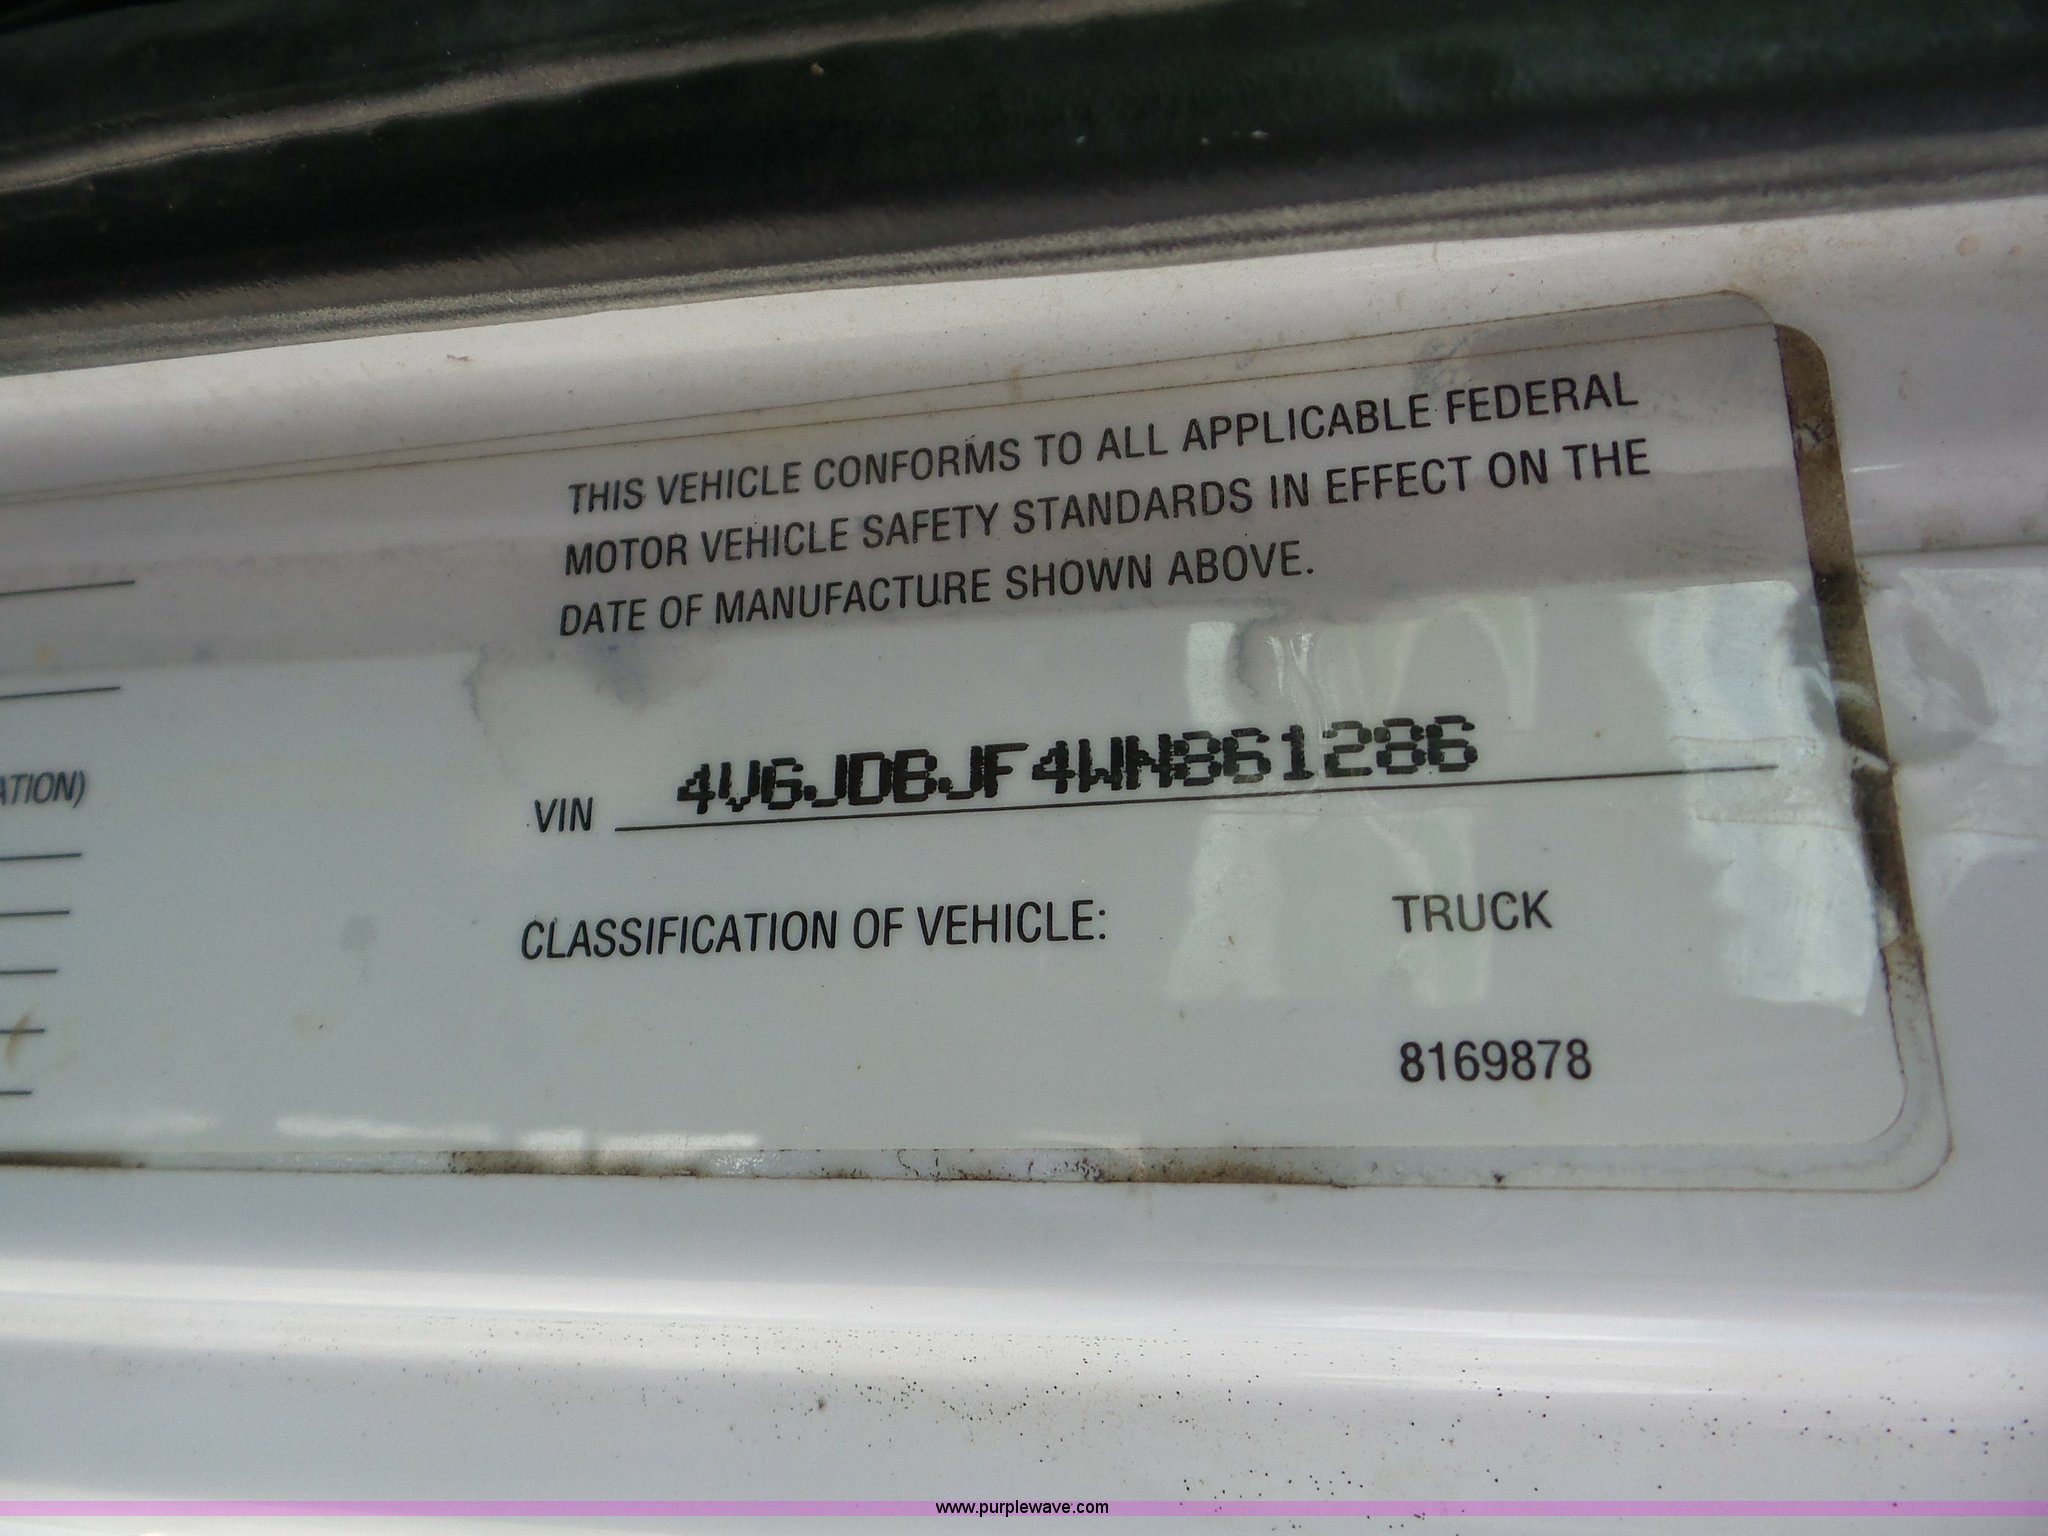 THIS VEHICLE CONFORMS TO ALL APPLICABLE FEDERAL
MOTOR VEHICLE SAFETY STANDARDS IN EFFECT ON THE
DATE OF MANUFACTURE SHOWN ABOVE.
ATION)
VIN 4V6JDBJF4WN861286
CLASSIFICATION OF VEHICLE: TRUCK
8169878
www.purplewave.com